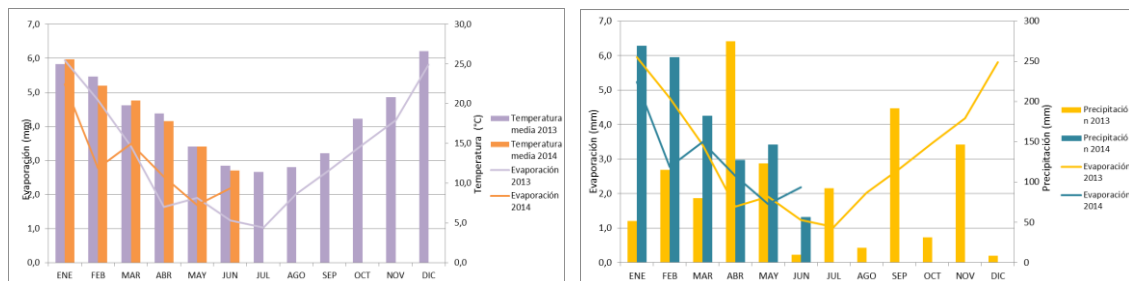 7,0
6,0
5,0
4,0
3,0
2,0
1,0
0,0
Evaporación (mm)
30,0
25,0
20,0
15,0
10,0
5,0
0,0
Temperatura (°C)
ENE FEB MAR ABR MAY JUN JUL AGO SEP OCT NOV DIC
Temperatura
media 2013
Temperatura
media 2014
Evaporación
2013
Evaporación
2014
7,0
6,0
5,0
4,0
3,0
2,0
1,0
0,0
Evaporación (mm)
300
250
200
150
100
50
0
Precipitación (mm)
ENE FEB MAR ABR MAY JUN JUL AGO SEP OCT NOV DIC
Precipitació
n 2013
Precipitació
n 2014
Evaporación
2013
Evaporación
2014